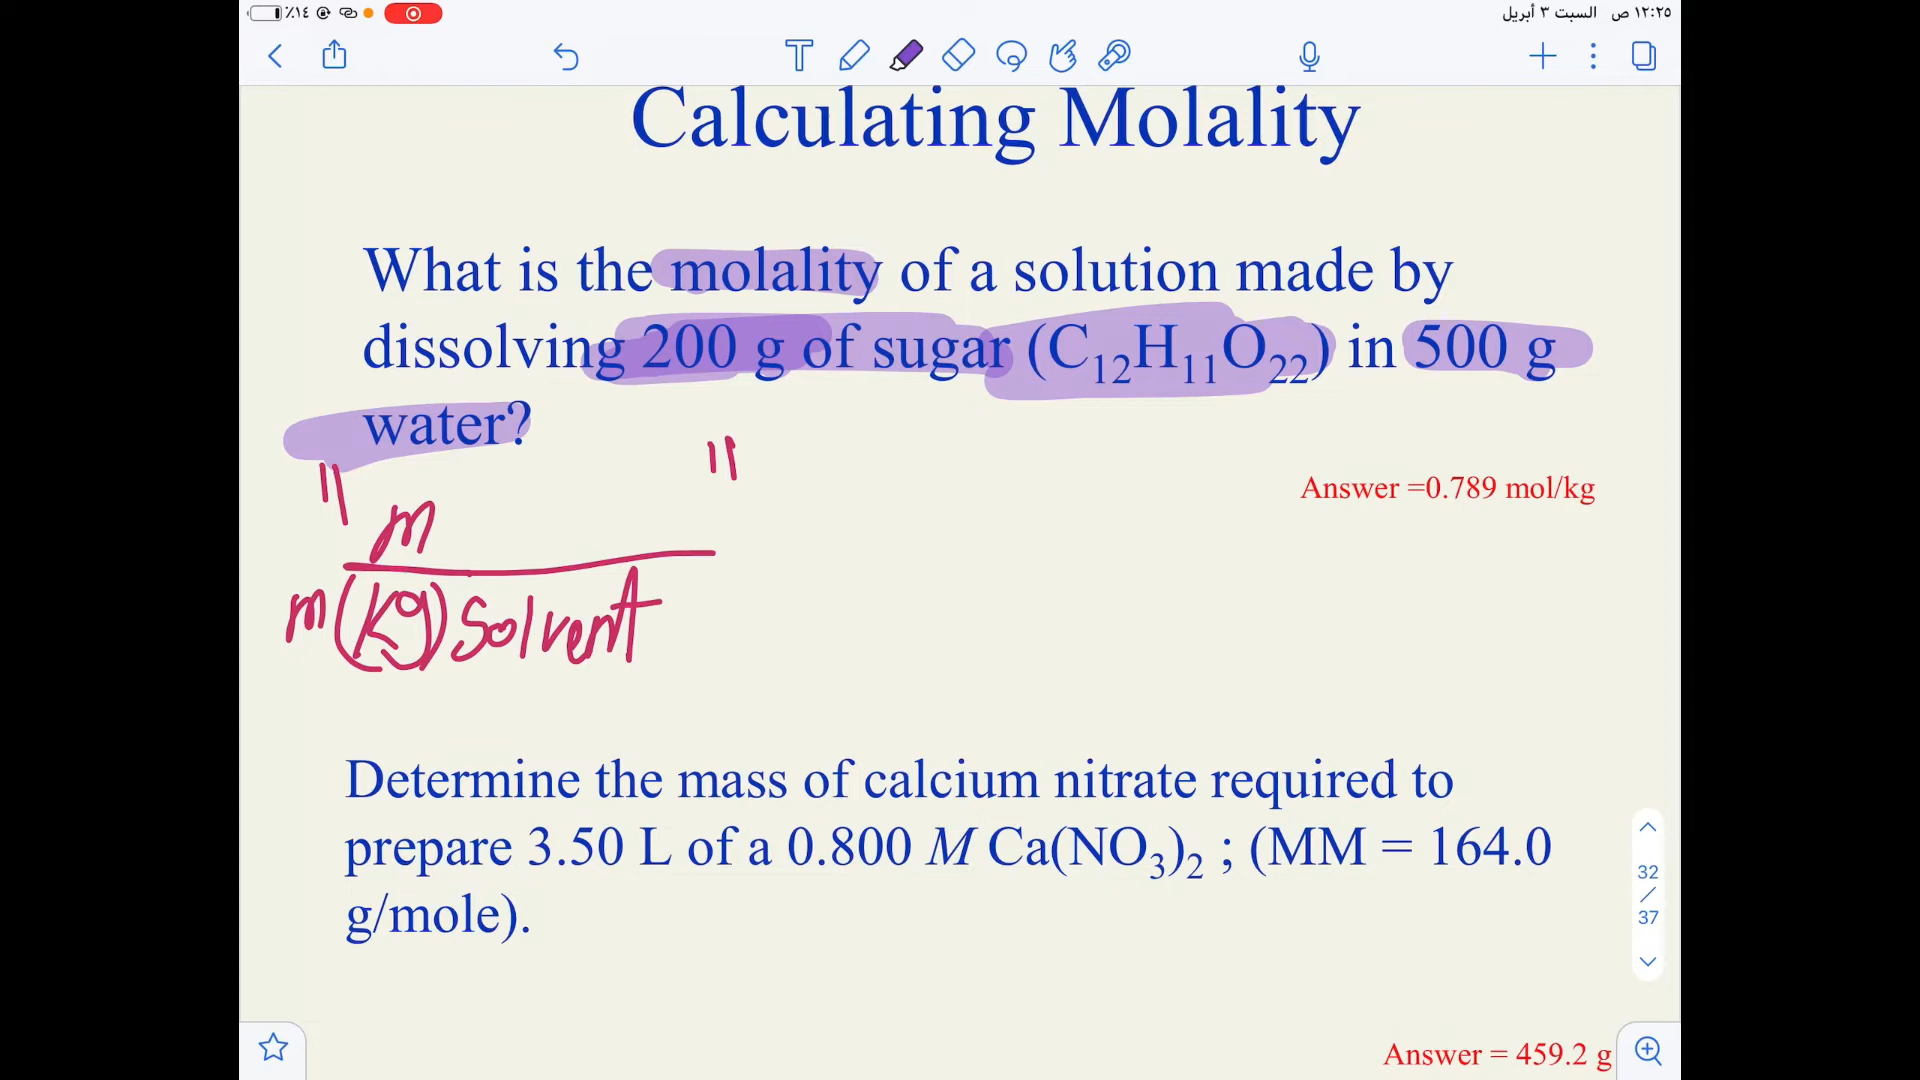 ٪١٤
السبت ٣ أبريل ١٢:٢٥ ص
Calculating Molality
What is the molality of a solution made by
dissolving 200 g of sugar (C₁₂H₁₁O₂₂) in 500 g
water?
"
"
Answer =0.789 mol/kg
m
m(Kg) Solvent
Determine the mass of calcium nitrate required to
prepare 3.50 L of a 0.800 M Ca(NO₃)₂ ; (MM = 164.0
g/mole).
32
/
37
Answer = 459.2 g